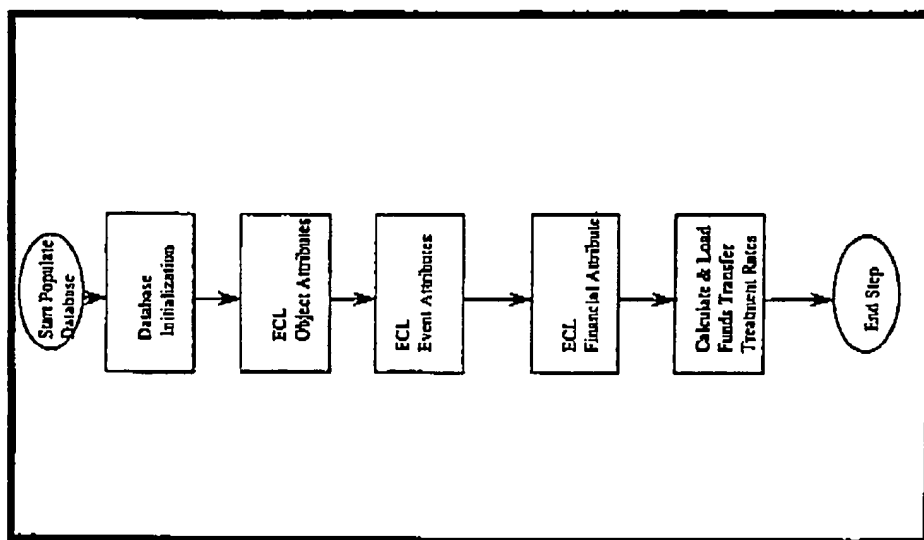 Start Populate
Database
Database
Initialization
ECL
Object Attributes
ECL
Event Attributes
ECL
Financial Attribute
Calculate & Load
Funds Transfer
Treatment Rates
End Step